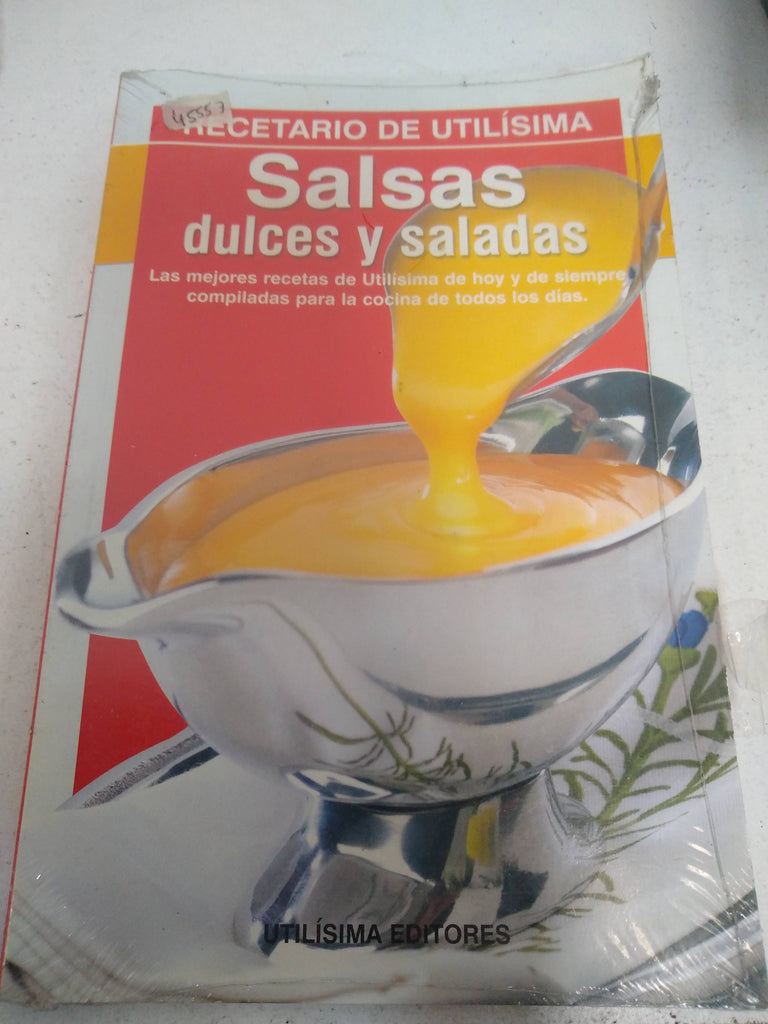 45557
RECETARIO DE UTILÍSIMA
Salsas
dulces y saladas
Las mejores recetas de Utilísima de hoy y de siempre
compiladas para la cocina de todos los días.
UTILÍSIMA EDITORES